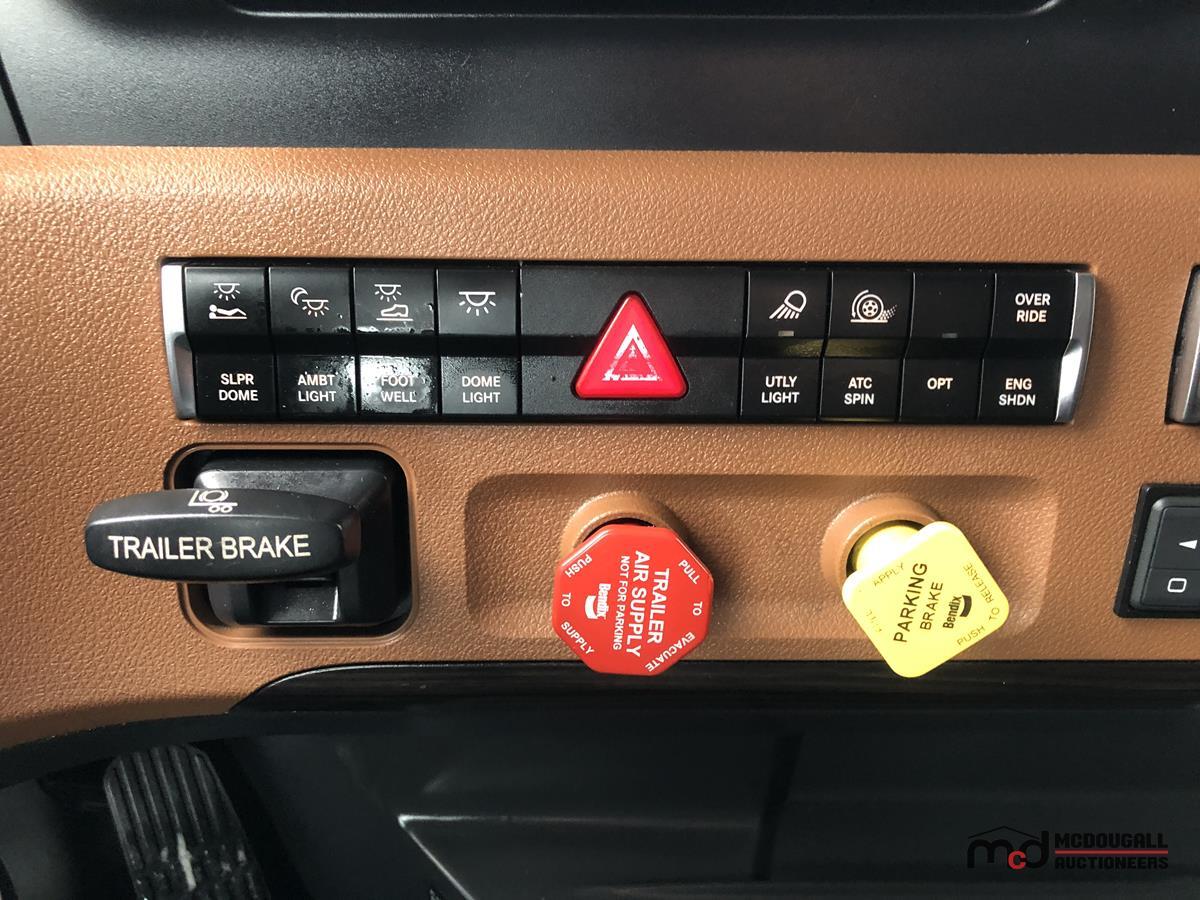 OVER
RIDE
SLPR
DOME
AMBT
LIGHT
FOOT
WELL
DOME
LIGHT
UTLY
LIGHT
ATC
SPIN
OPT
ENG
SHDN
TRAILER BRAKE
PULL TO EVACUATE
TRAILER
AIR SUPPLY
NOT FOR PARKING
Bendix
PUSH TO SUPPLY
APPLY
PARKING
BRAKE
Bendix
PUSH TO RELEASE
mcd MCDOUGALL
AUCTIONEERS